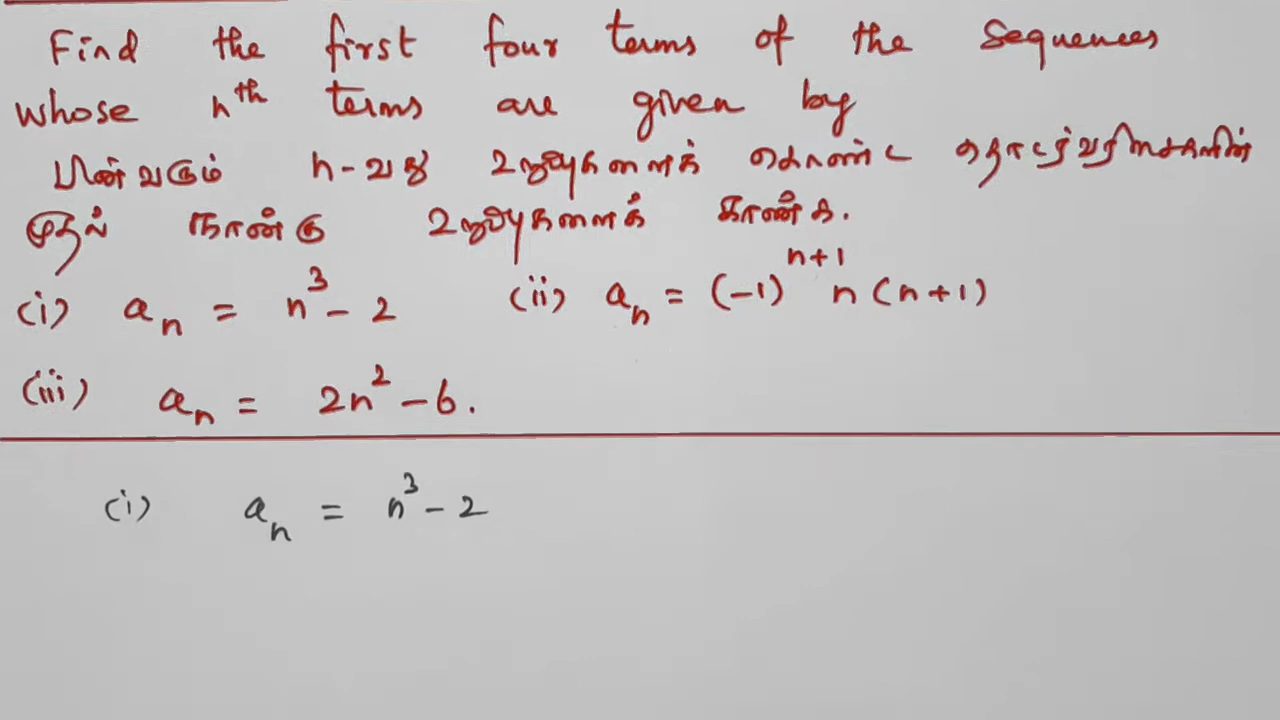 Find the first four terms of the Sequences
whose nᵗʰ terms are given by
பின்வரும் n-வது உறுப்புகளைக் கொண்ட தொடர்வரிசைகளின்
முதல் நான்கு உறுப்புகளைக் காண்க.
(i) aₙ = n³ - 2 (ii) aₙ = (-1)ⁿ⁺¹ n(n+1)
(iii) aₙ = 2n² - 6.
(i) aₙ = n³ - 2